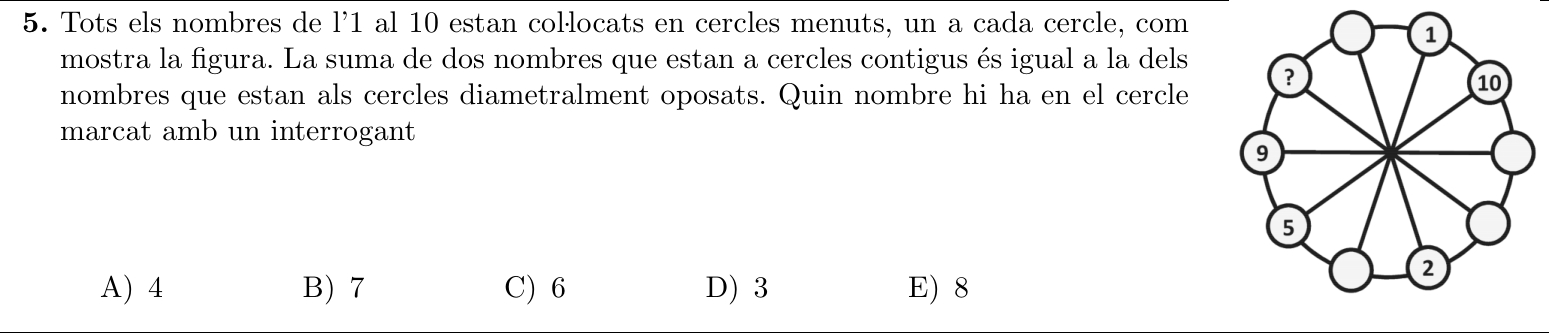 5. Tots els nombres de l'1 al 10 estan col·locats en cercles menuts, un a cada cercle, com
mostra la figura. La suma de dos nombres que estan a cercles contigus és igual a la dels
nombres que estan als cercles diametralment oposats. Quin nombre hi ha en el cercle
marcat amb un interrogant
A) 4 B) 7 C) 6 D) 3 E) 8
1
?
10
9
5
2